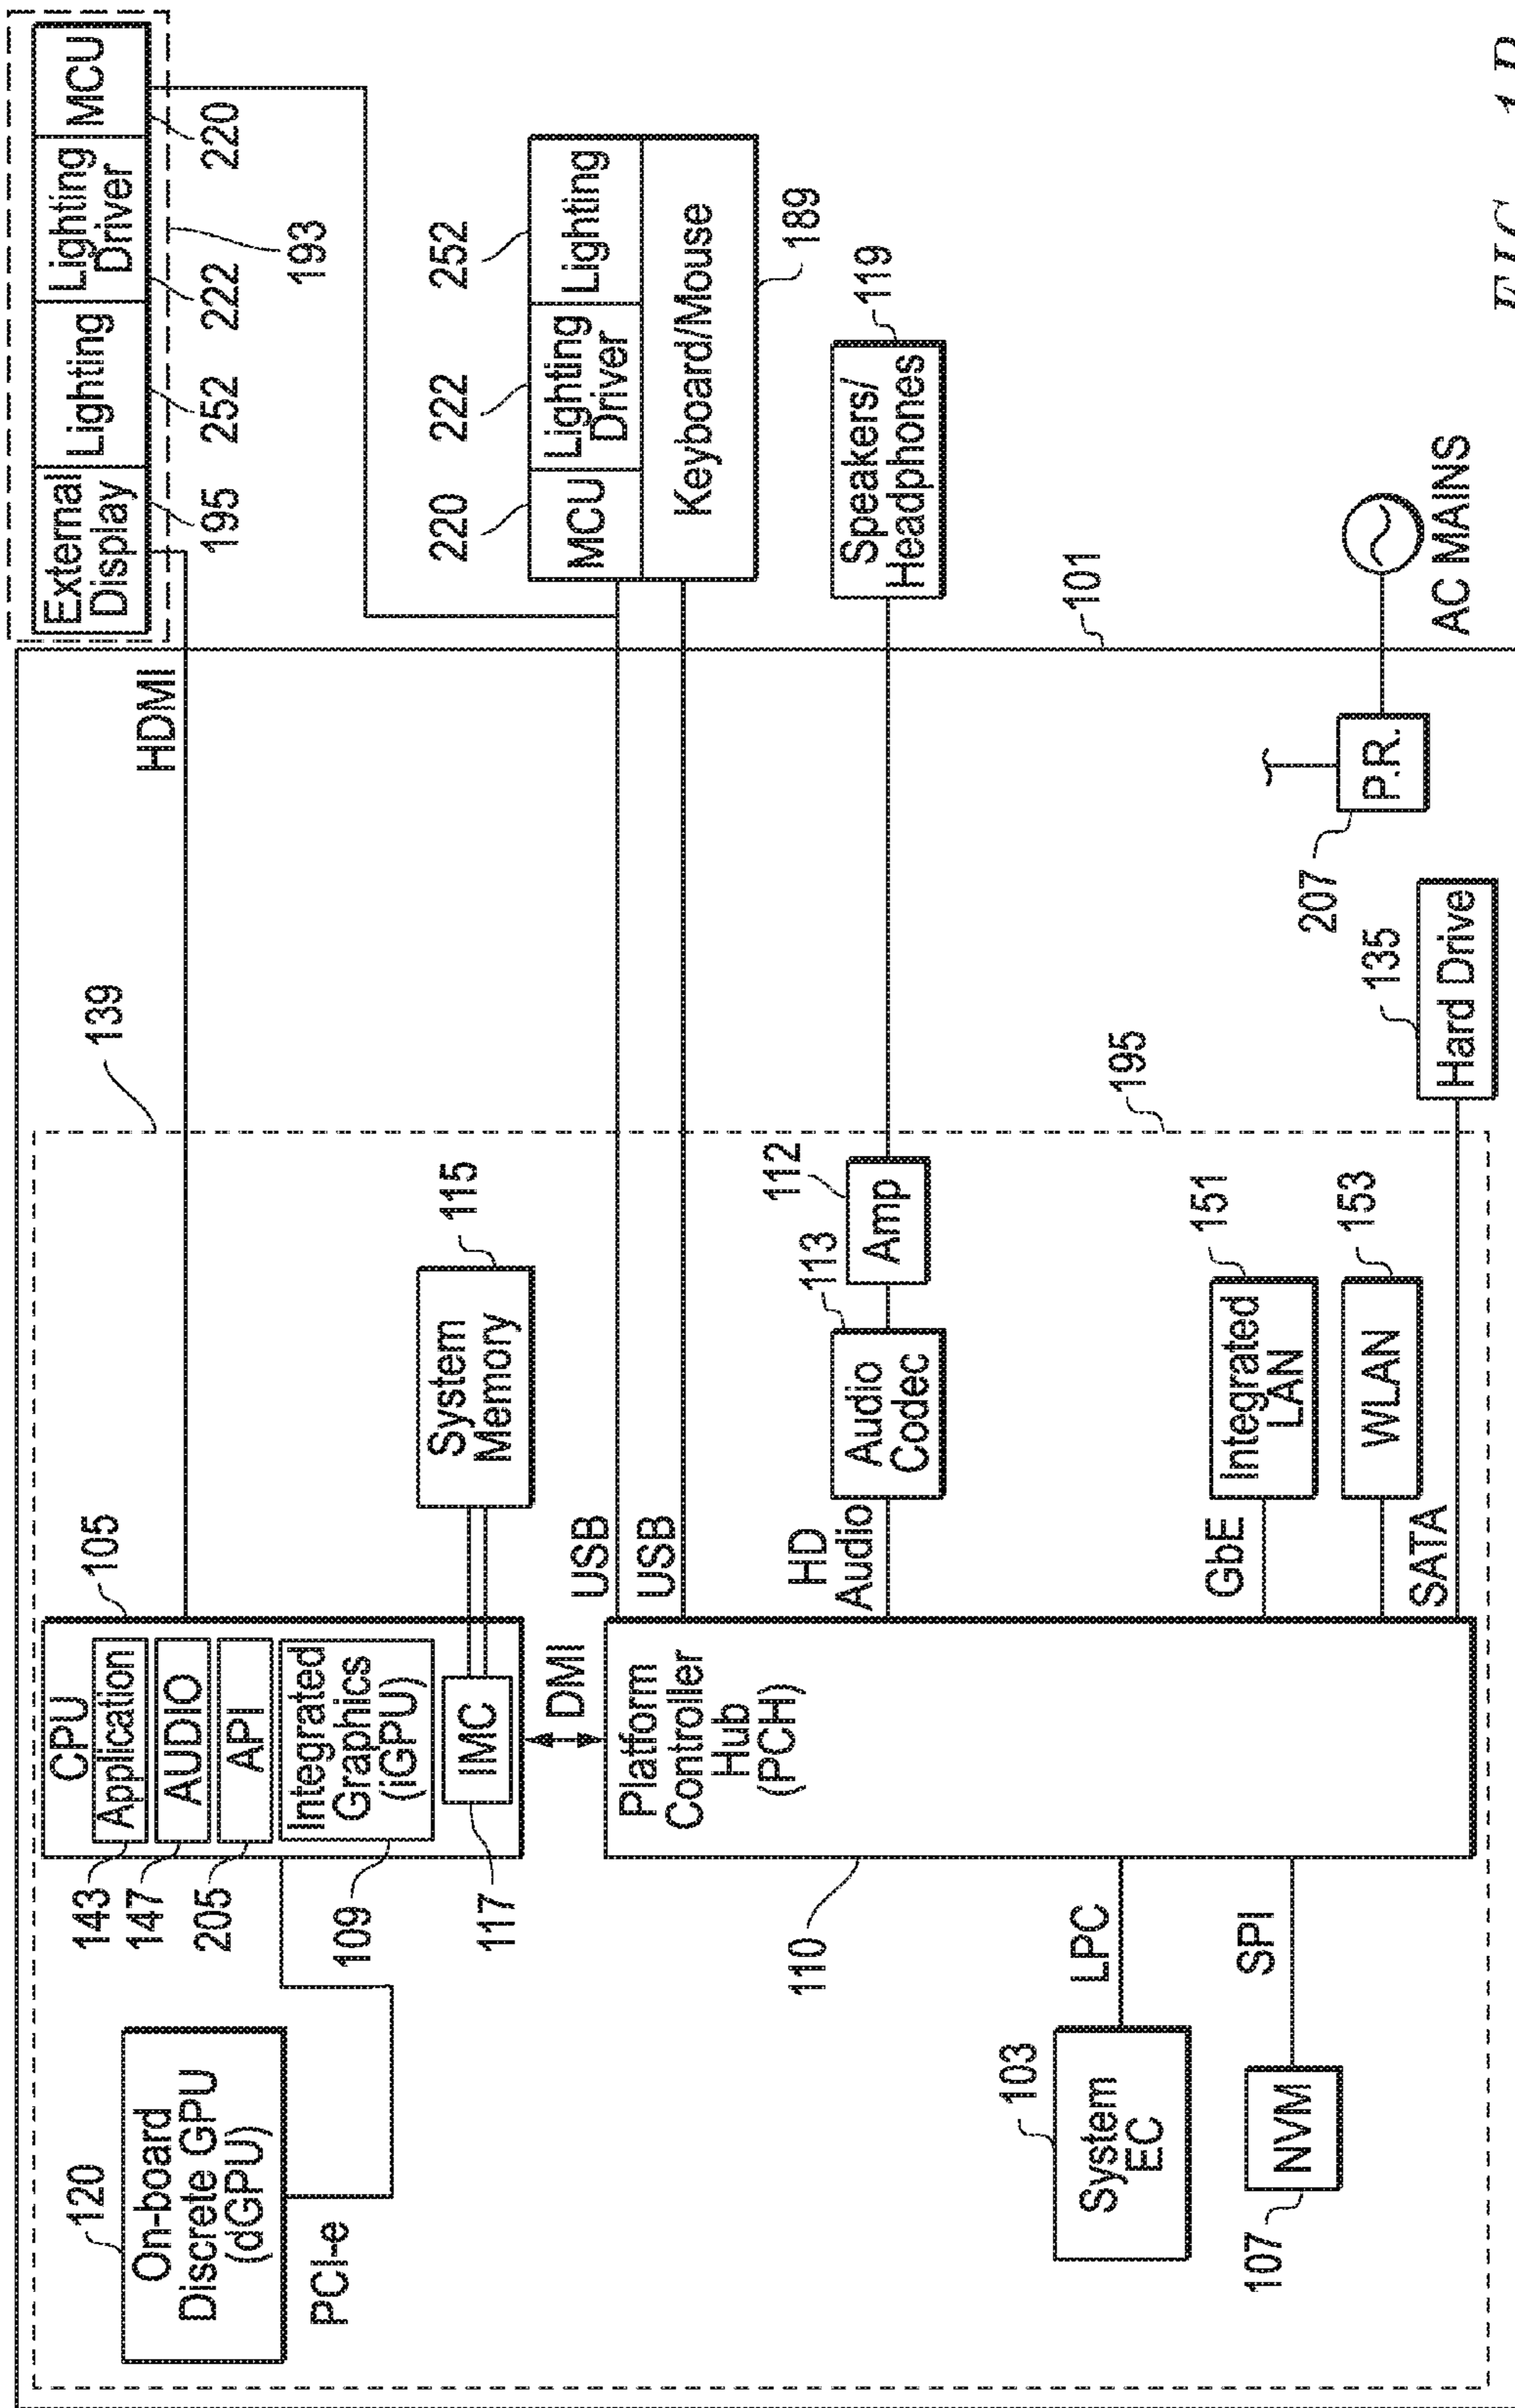 120
On-board
Discrete GPU
(dGPU)
PCI-e
143
147
205
109
117
CPU
Application
AUDIO
API
Integrated
Graphics
(iGPU)
IMC
105
DMI
System
Memory
115
139
HDMI
External
Display
Lighting
Lighting
Driver
MCU
195
252
222
220
193
110
Platform
Controller
Hub
(PCH)
USB
USB
220
222
252
MCU
Lighting
Driver
Lighting
Keyboard/Mouse
189
HD
Audio
Audio
Codec
113
Amp
112
Speakers/
Headphones
119
103
System
EC
LPC
107
NVM
SPI
GbE
Integrated
LAN
151
WLAN
153
195
SATA
135
Hard Drive
207
P.R.
101
AC MAINS